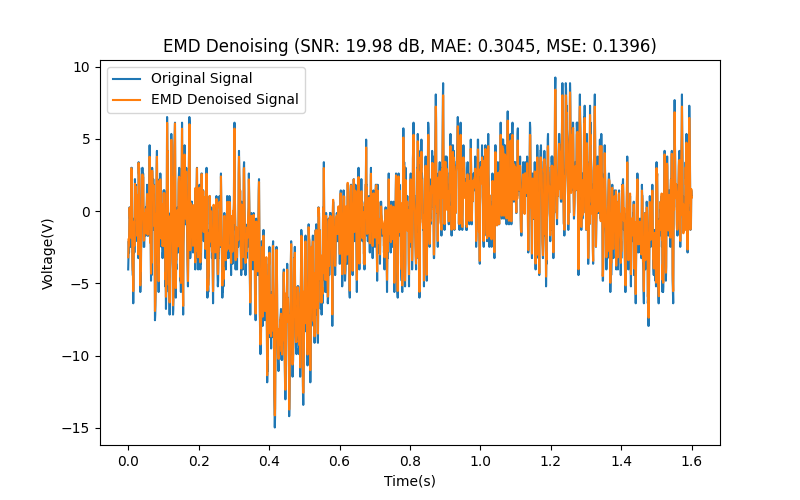 EMD Denoising (SNR: 19.98 dB, MAE: 0.3045, MSE: 0.1396)
Original Signal
EMD Denoised Signal
10
5
0
−5
−10
−15
Voltage(V)
0.0 0.2 0.4 0.6 0.8 1.0 1.2 1.4 1.6
Time(s)